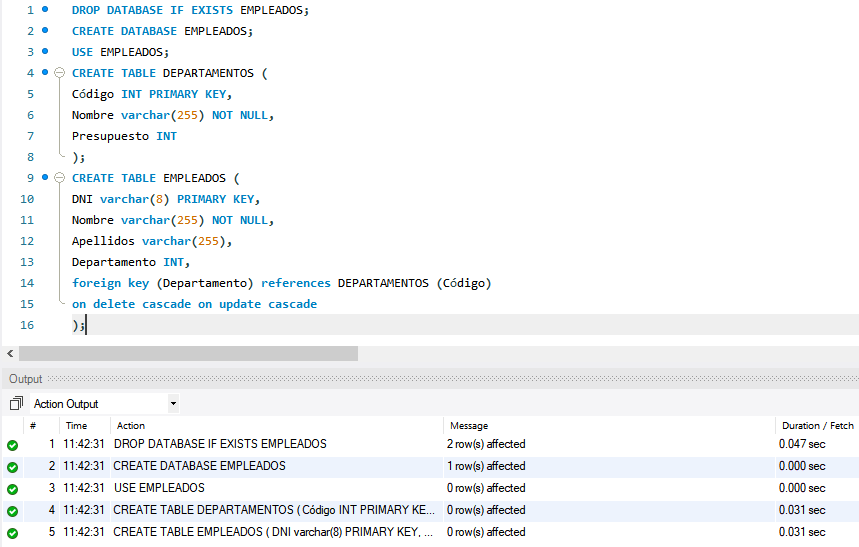 1 DROP DATABASE IF EXISTS EMPLEADOS;
2 CREATE DATABASE EMPLEADOS;
3 USE EMPLEADOS;
4 CREATE TABLE DEPARTAMENTOS (
5 Código INT PRIMARY KEY,
6 Nombre varchar(255) NOT NULL,
7 Presupuesto INT
8 );
9 CREATE TABLE EMPLEADOS (
10 DNI varchar(8) PRIMARY KEY,
11 Nombre varchar(255) NOT NULL,
12 Apellidos varchar(255),
13 Departamento INT,
14 foreign key (Departamento) references DEPARTAMENTOS (Código)
15 on delete cascade on update cascade
16 );
Output
Action Output
# Time Action Message Duration / Fetch
1 11:42:31 DROP DATABASE IF EXISTS EMPLEADOS 2 row(s) affected 0.047 sec
2 11:42:31 CREATE DATABASE EMPLEADOS 1 row(s) affected 0.000 sec
3 11:42:31 USE EMPLEADOS 0 row(s) affected 0.000 sec
4 11:42:31 CREATE TABLE DEPARTAMENTOS ( Código INT PRIMARY KE... 0 row(s) affected 0.031 sec
5 11:42:31 CREATE TABLE EMPLEADOS ( DNI varchar(8) PRIMARY KEY, ... 0 row(s) affected 0.031 sec